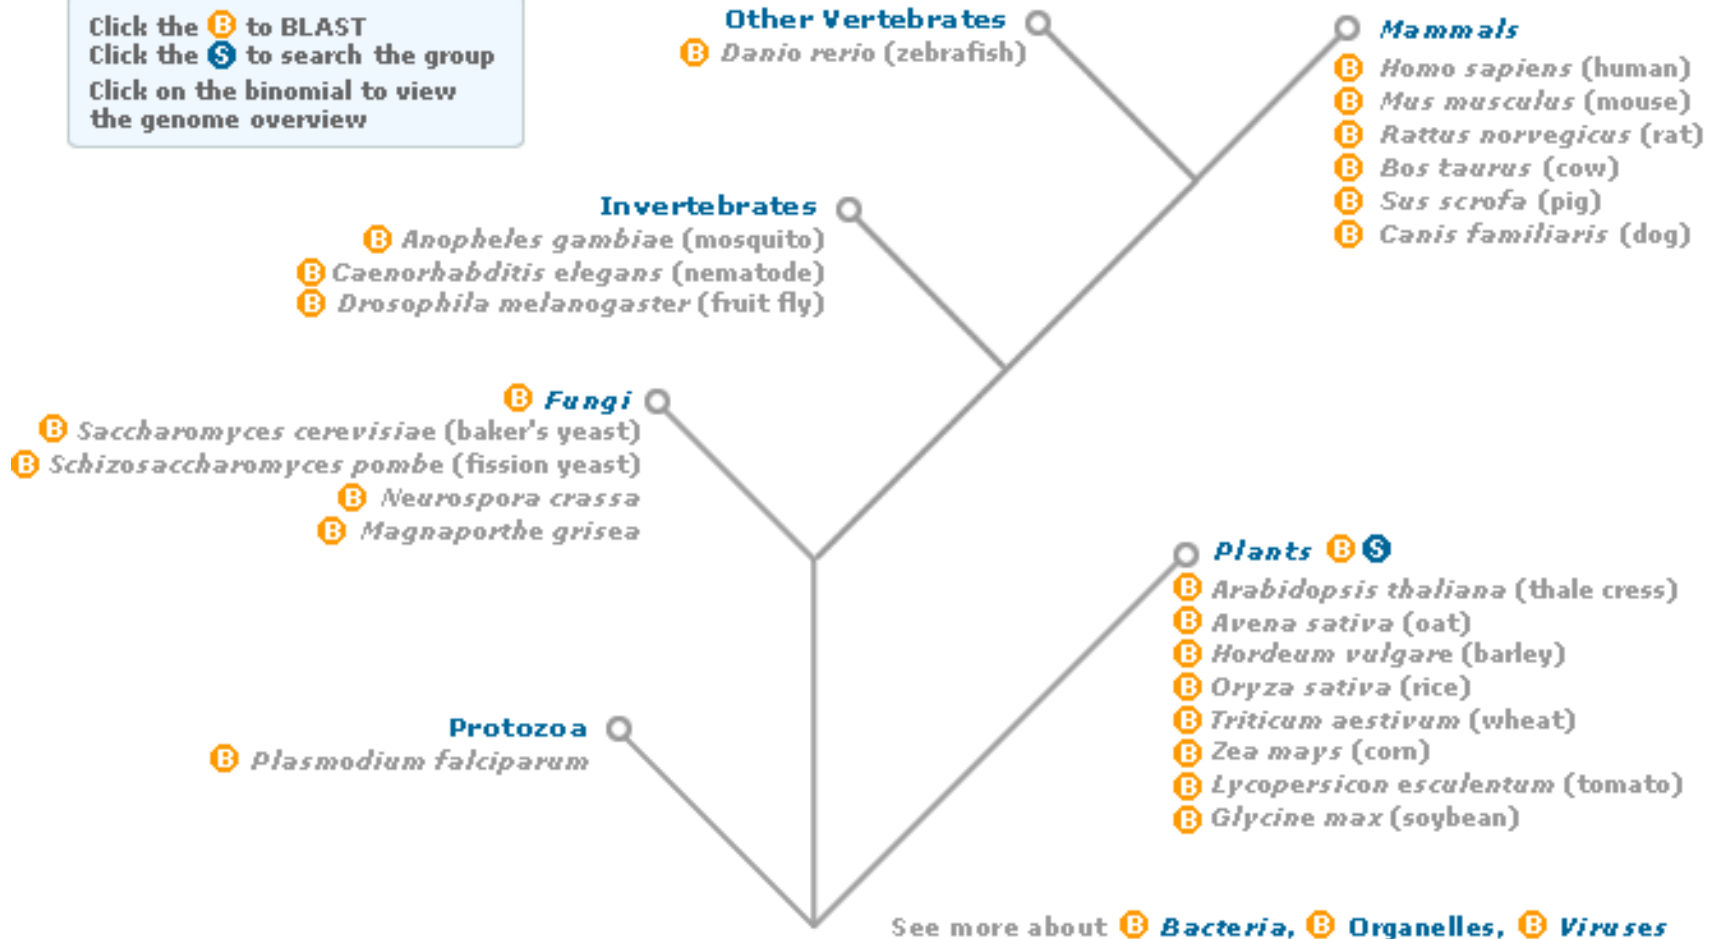 Click the B to BLAST
Click the S to search the group
Click on the binomial to view
the genome overview
Other Vertebrates
B Danio rerio (zebrafish)
Mammals
B Homo sapiens (human)
B Mus musculus (mouse)
B Rattus norvegicus (rat)
B Bos taurus (cow)
B Sus scrofa (pig)
B Canis familiaris (dog)
Invertebrates
B Anopheles gambiae (mosquito)
B Caenorhabditis elegans (nematode)
B Drosophila melanogaster (fruit fly)
B Fungi
B Saccharomyces cerevisiae (baker's yeast)
B Schizosaccharomyces pombe (fission yeast)
B Neurospora crassa
B Magnaporthe grisea
Plants B S
B Arabidopsis thaliana (thale cress)
B Avena sativa (oat)
B Hordeum vulgare (barley)
B Oryza sativa (rice)
B Triticum aestivum (wheat)
B Zea mays (corn)
B Lycopersicon esculentum (tomato)
B Glycine max (soybean)
Protozoa
B Plasmodium falciparum
See more about B Bacteria, B Organelles, B Viruses